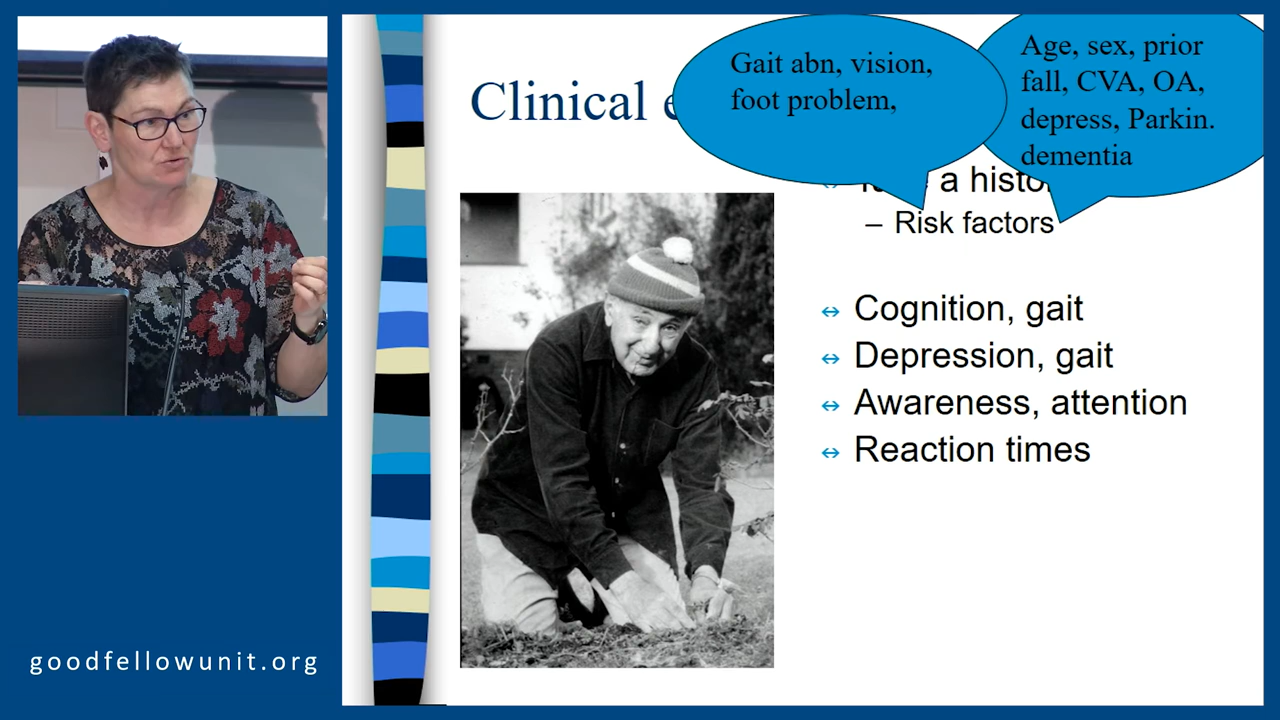 Clinical
Gait abn, vision,
foot problem,
Age, sex, prior
fall, CVA, OA,
depress, Parkin.
dementia
a
– Risk factors
↔ Cognition, gait
↔ Depression, gait
↔ Awareness, attention
↔ Reaction times
goodfellowunit.org